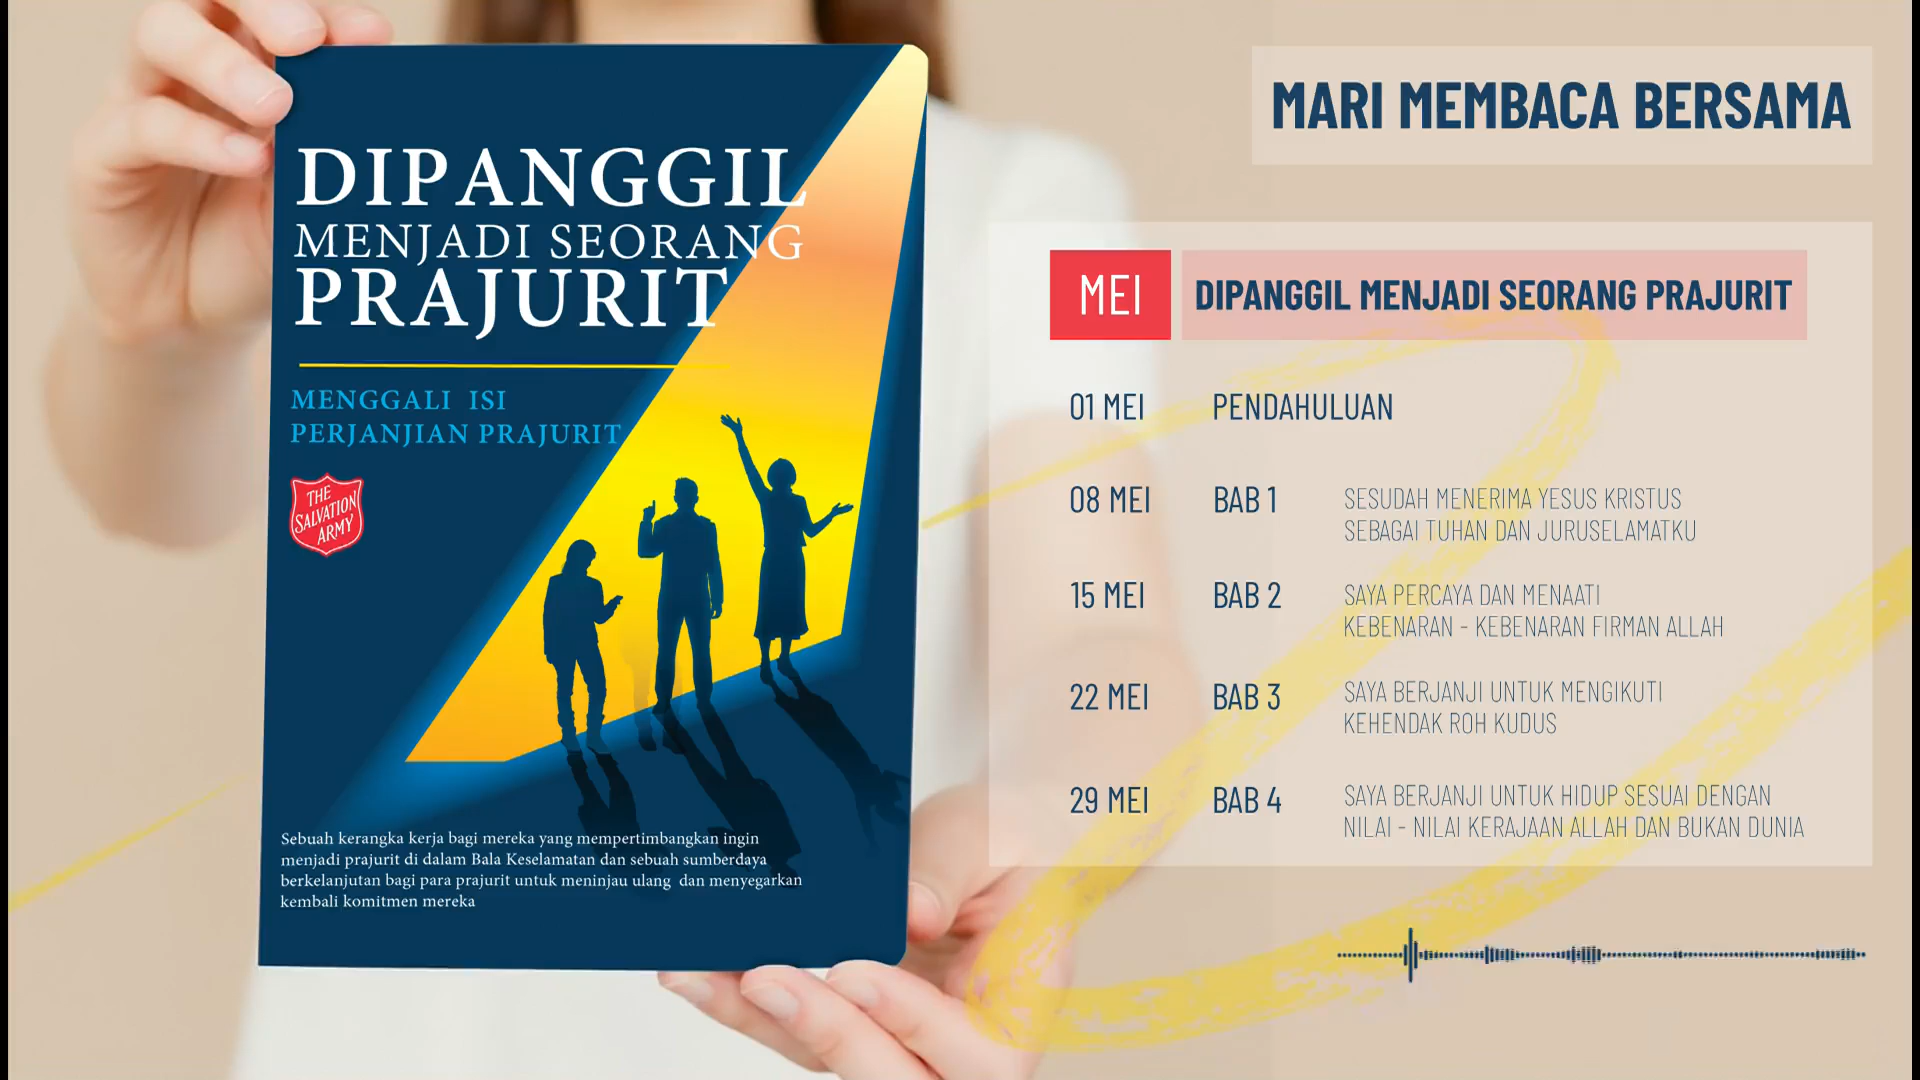 DIPANGGIL
MENJADI SEORANG
PRAJURIT
MENGGALI ISI
PERJANJIAN PRAJURIT
THE
SALVATION
ARMY
Sebuah kerangka kerja bagi mereka yang mempertimbangkan ingin
menjadi prajurit di dalam Bala Keselamatan dan sebuah sumberdaya
berkelanjutan bagi para prajurit untuk meninjau ulang dan menyegarkan
kembali komitmen mereka
MARI MEMBACA BERSAMA
MEI DIPANGGIL MENJADI SEORANG PRAJURIT
01 MEI PENDAHULUAN
08 MEI BAB 1 SESUDAH MENERIMA YESUS KRISTUS
SEBAGAI TUHAN DAN JURUSELAMATKU
15 MEI BAB 2 SAYA PERCAYA DAN MENAATI
KEBENARAN - KEBENARAN FIRMAN ALLAH
22 MEI BAB 3 SAYA BERJANJI UNTUK MENGIKUTI
KEHENDAK ROH KUDUS
29 MEI BAB 4 SAYA BERJANJI UNTUK HIDUP SESUAI DENGAN
NILAI - NILAI KERAJAAN ALLAH DAN BUKAN DUNIA